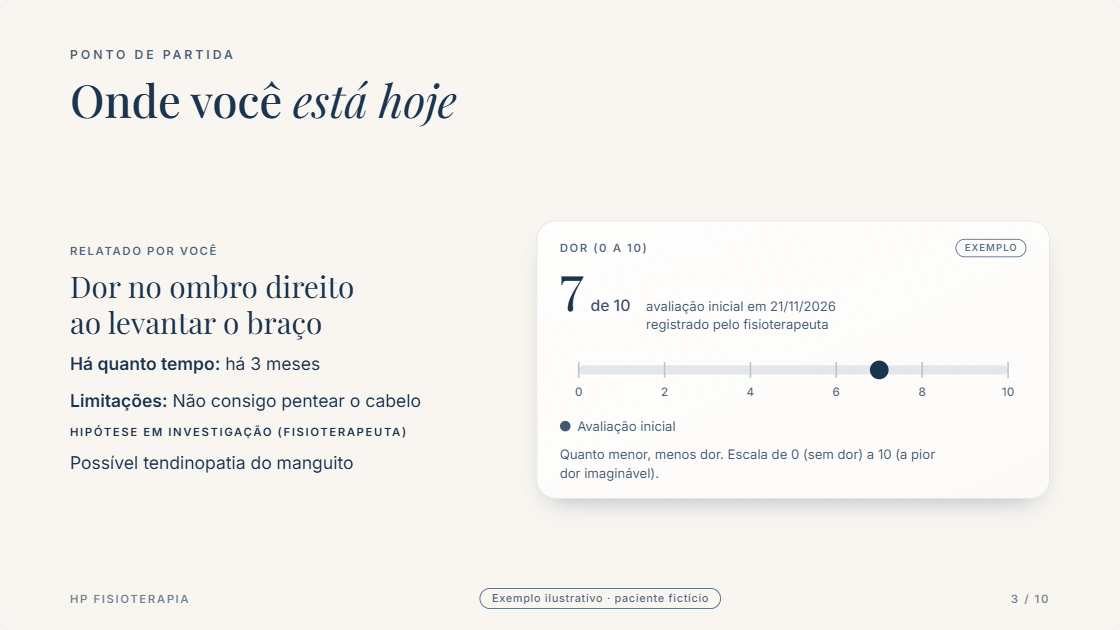 PONTO DE PARTIDA
Onde você está hoje
RELATADO POR VOCÊ
Dor no ombro direito
ao levantar o braço
Há quanto tempo: há 3 meses
Limitações: Não consigo pentear o cabelo
HIPÓTESE EM INVESTIGAÇÃO (FISIOTERAPEUTA)
Possível tendinopatia do manguito
DOR (0 A 10)
EXEMPLO
7 de 10
avaliação inicial em 21/11/2026
registrado pelo fisioterapeuta
0 2 4 6 8 10
Avaliação inicial
Quanto menor, menos dor. Escala de 0 (sem dor) a 10 (a pior
dor imaginável).
HP FISIOTERAPIA
Exemplo ilustrativo · paciente fictício
3 / 10